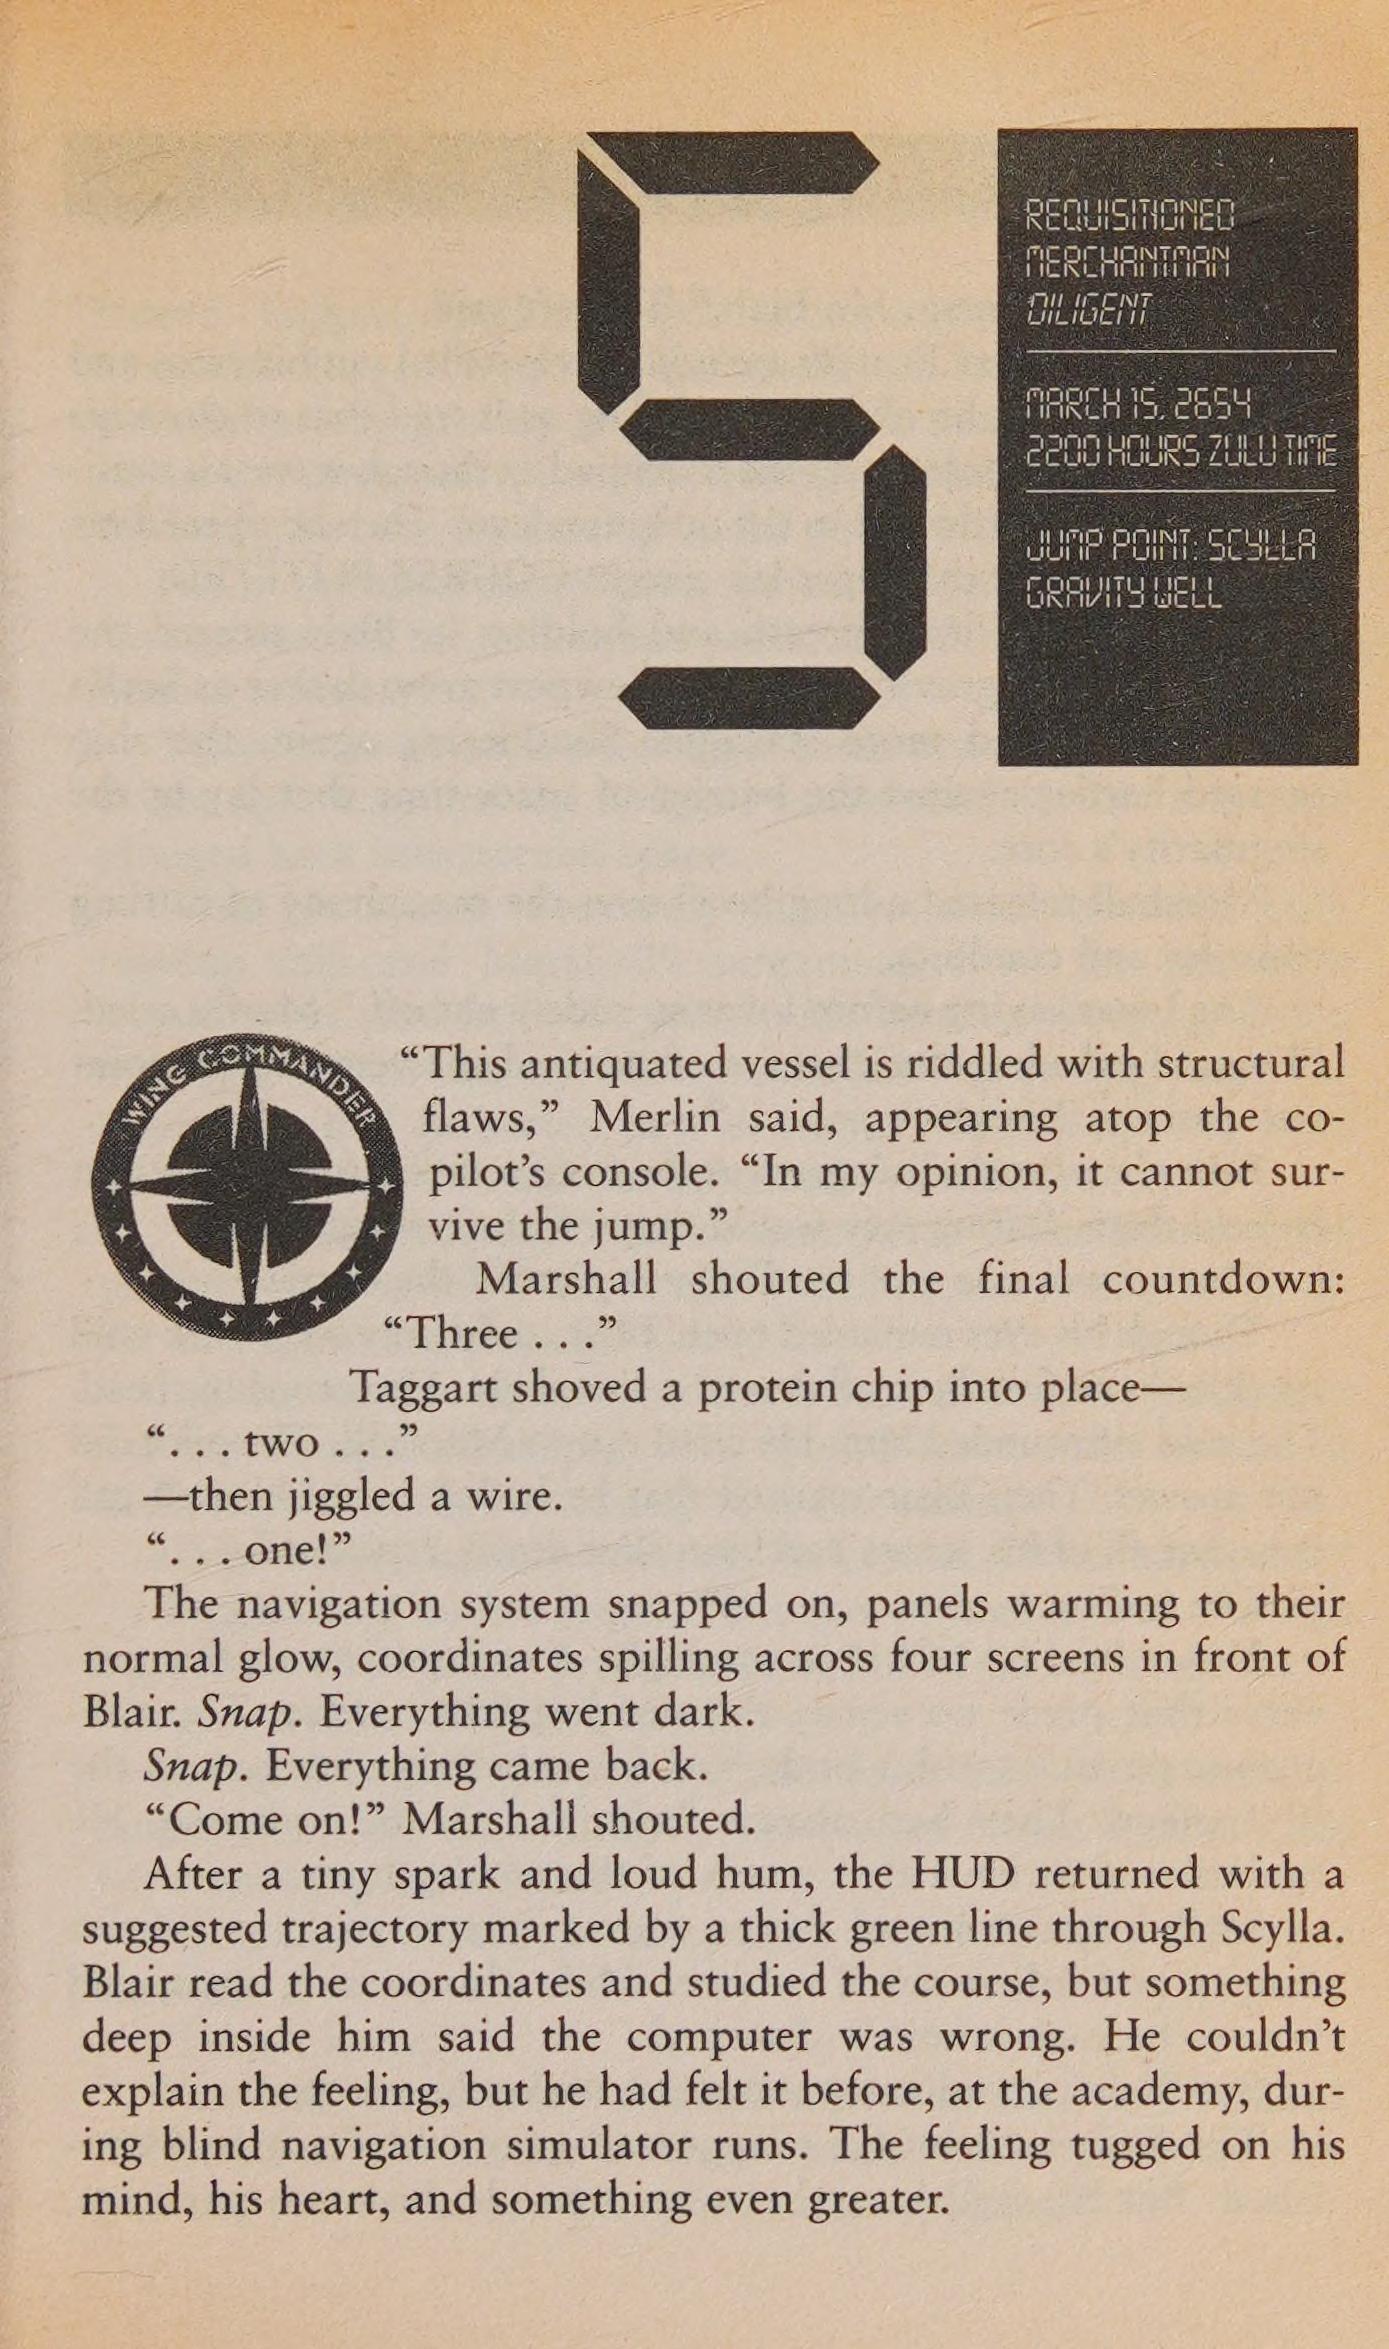 5
REQUISITIONED
MERCHANTMAN
DILIGENT
MARCH 15, 2654
2200 HOURS ZULU TIME
JUMP POINT: SCYLLA
GRAVITY WELL
WING COMMANDER
“This antiquated vessel is riddled with structural
flaws,” Merlin said, appearing atop the co-
pilot’s console. “In my opinion, it cannot sur-
vive the jump.”
Marshall shouted the final countdown:
“Three . . .”
Taggart shoved a protein chip into place—
“. . . two . . .”
—then jiggled a wire.
“. . . one!”
The navigation system snapped on, panels warming to their
normal glow, coordinates spilling across four screens in front of
Blair. Snap. Everything went dark.
Snap. Everything came back.
“Come on!” Marshall shouted.
After a tiny spark and loud hum, the HUD returned with a
suggested trajectory marked by a thick green line through Scylla.
Blair read the coordinates and studied the course, but something
deep inside him said the computer was wrong. He couldn’t
explain the feeling, but he had felt it before, at the academy, dur-
ing blind navigation simulator runs. The feeling tugged on his
mind, his heart, and something even greater.